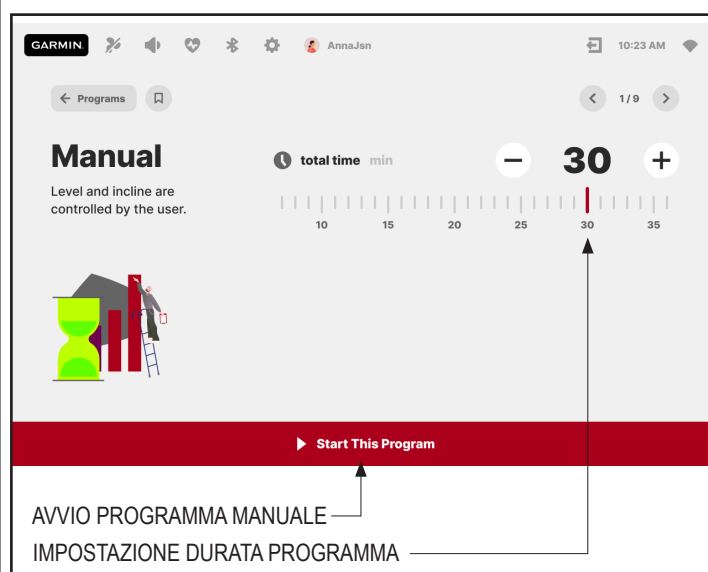 GARMIN.
AnnaJsn
10:23 AM
Programs
1 / 9
Manual
total time min
30
Level and incline are
controlled by the user.
10 15 20 25 30 35
Start This Program
AVVIO PROGRAMMA MANUALE
IMPOSTAZIONE DURATA PROGRAMMA